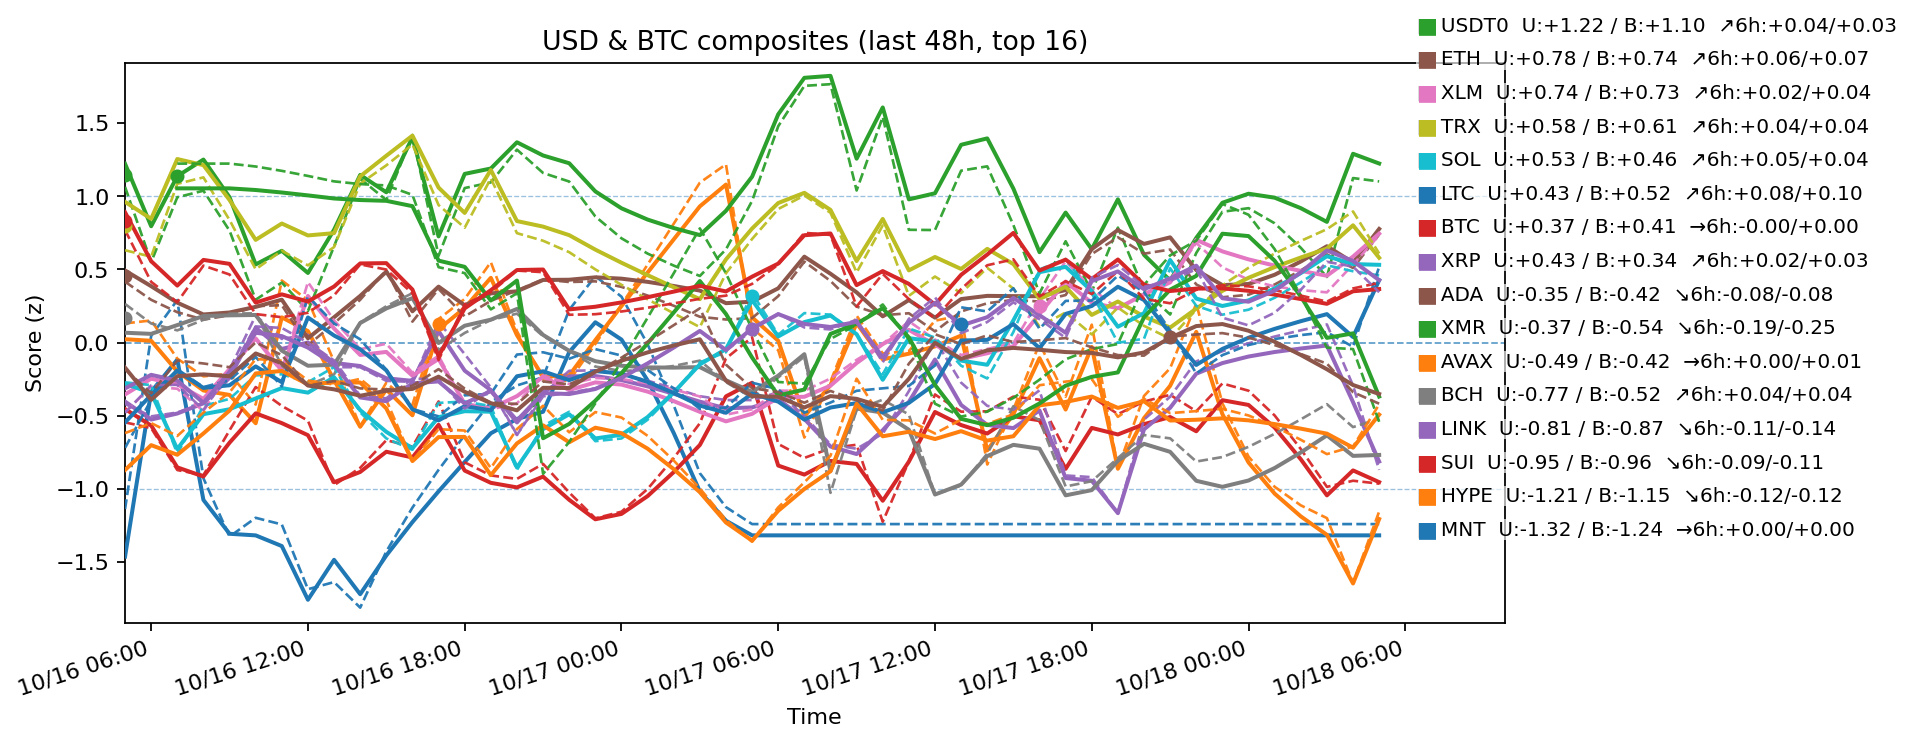 USD & BTC composites (last 48h, top 16)
USDT0 U:+1.22 / B:+1.10 ↗6h:+0.04/+0.03
ETH U:+0.78 / B:+0.74 ↗6h:+0.06/+0.07
XLM U:+0.74 / B:+0.73 ↗6h:+0.02/+0.04
TRX U:+0.58 / B:+0.61 ↗6h:+0.04/+0.04
SOL U:+0.53 / B:+0.46 ↗6h:+0.05/+0.04
LTC U:+0.43 / B:+0.52 ↗6h:+0.08/+0.10
BTC U:+0.37 / B:+0.41 →6h:-0.00/+0.00
XRP U:+0.43 / B:+0.34 ↗6h:+0.02/+0.03
ADA U:-0.35 / B:-0.42 ↘6h:-0.08/-0.08
XMR U:-0.37 / B:-0.54 ↘6h:-0.19/-0.25
AVAX U:-0.49 / B:-0.42 →6h:+0.00/+0.01
BCH U:-0.77 / B:-0.52 ↗6h:+0.04/+0.04
LINK U:-0.81 / B:-0.87 ↘6h:-0.11/-0.14
SUI U:-0.95 / B:-0.96 ↘6h:-0.09/-0.11
HYPE U:-1.21 / B:-1.15 ↘6h:-0.12/-0.12
MNT U:-1.32 / B:-1.24 →6h:+0.00/+0.00
Score (z)
1.5
1.0
0.5
0.0
−0.5
−1.0
−1.5
10/16 06:00
10/16 12:00
10/16 18:00
10/17 00:00
10/17 06:00
10/17 12:00
10/17 18:00
10/18 00:00
10/18 06:00
Time